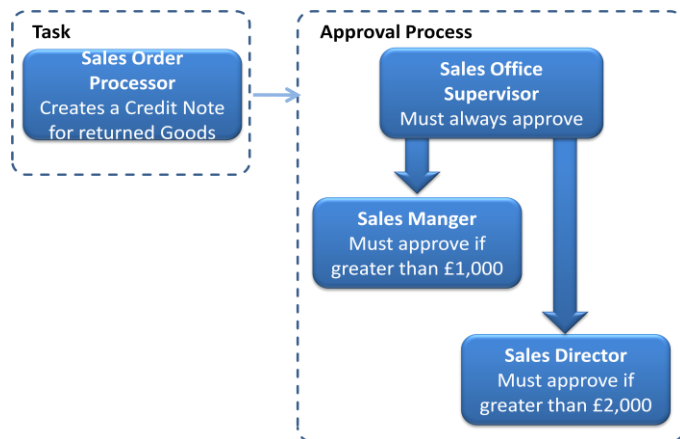 Task
Sales Order
Processor
Creates a Credit Note
for returned Goods
Approval Process
Sales Office
Supervisor
Must always approve
Sales Manger
Must approve if
greater than £1,000
Sales Director
Must approve if
greater than £2,000